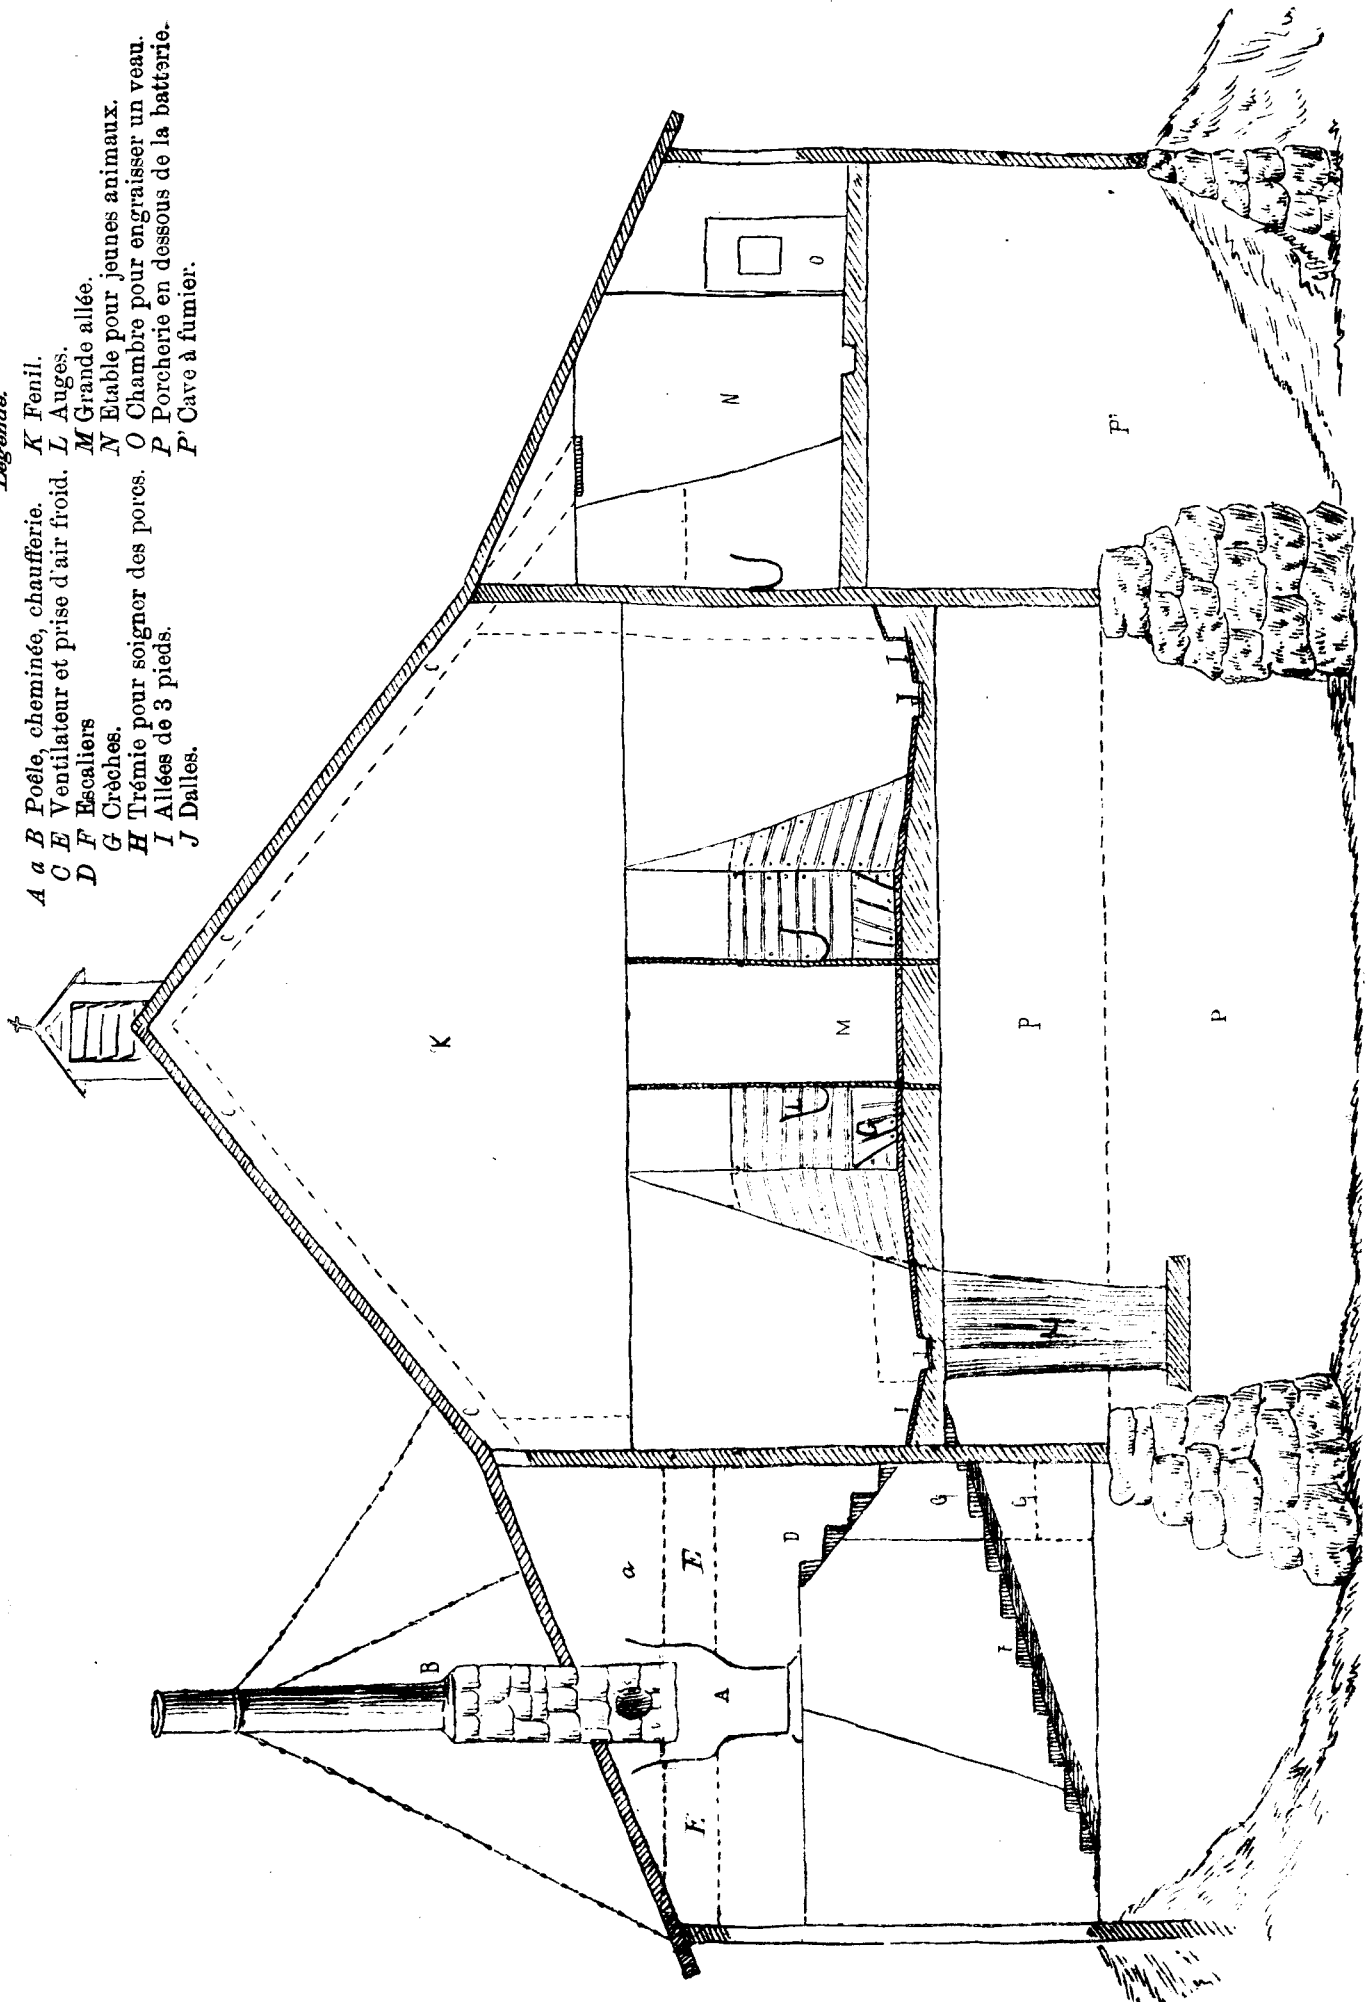 Légende.
A a B Poêle, cheminée, chaufferie.
C E Ventilateur et prise d'air froid.
D F Escaliers
G Crèches.
H Trémie pour soigner des porcs.
I Allées de 3 pieds.
J Dalles.
K Fenil.
L Auges.
M Grande allée.
N Etable pour jeunes animaux.
O Chambre pour engraisser un veau.
P Porcherie en dessous de la batterie.
P' Cave à fumier.
B
C
C
C
C
K
a
E
E
A
D
G
G
F
I
J
L
G
M
P
P
J
I
N
O
P'